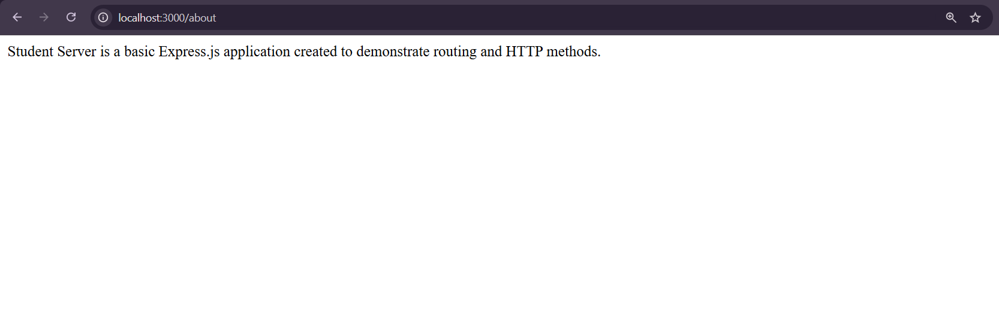 localhost:3000/about
Student Server is a basic Express.js application created to demonstrate routing and HTTP methods.